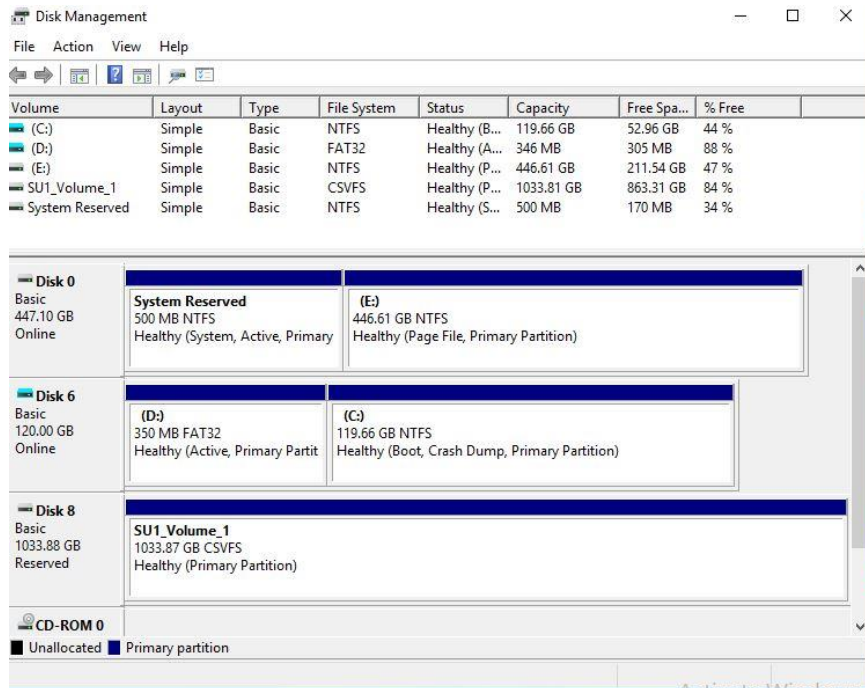 Disk Management
File Action View Help
Volume Layout Type File System Status Capacity Free Spa... % Free
(C:) Simple Basic NTFS Healthy (B... 119.66 GB 52.96 GB 44 %
(D:) Simple Basic FAT32 Healthy (A... 346 MB 305 MB 88 %
(E:) Simple Basic NTFS Healthy (P... 446.61 GB 211.54 GB 47 %
SU1_Volume_1 Simple Basic CSVFS Healthy (P... 1033.81 GB 863.31 GB 84 %
System Reserved Simple Basic NTFS Healthy (S... 500 MB 170 MB 34 %
Disk 0
Basic
447.10 GB
Online
System Reserved
500 MB NTFS
Healthy (System, Active, Primary
(E:)
446.61 GB NTFS
Healthy (Page File, Primary Partition)
Disk 6
Basic
120.00 GB
Online
(D:)
350 MB FAT32
Healthy (Active, Primary Partit
(C:)
119.66 GB NTFS
Healthy (Boot, Crash Dump, Primary Partition)
Disk 8
Basic
1033.88 GB
Reserved
SU1_Volume_1
1033.87 GB CSVFS
Healthy (Primary Partition)
CD-ROM 0
Unallocated Primary partition